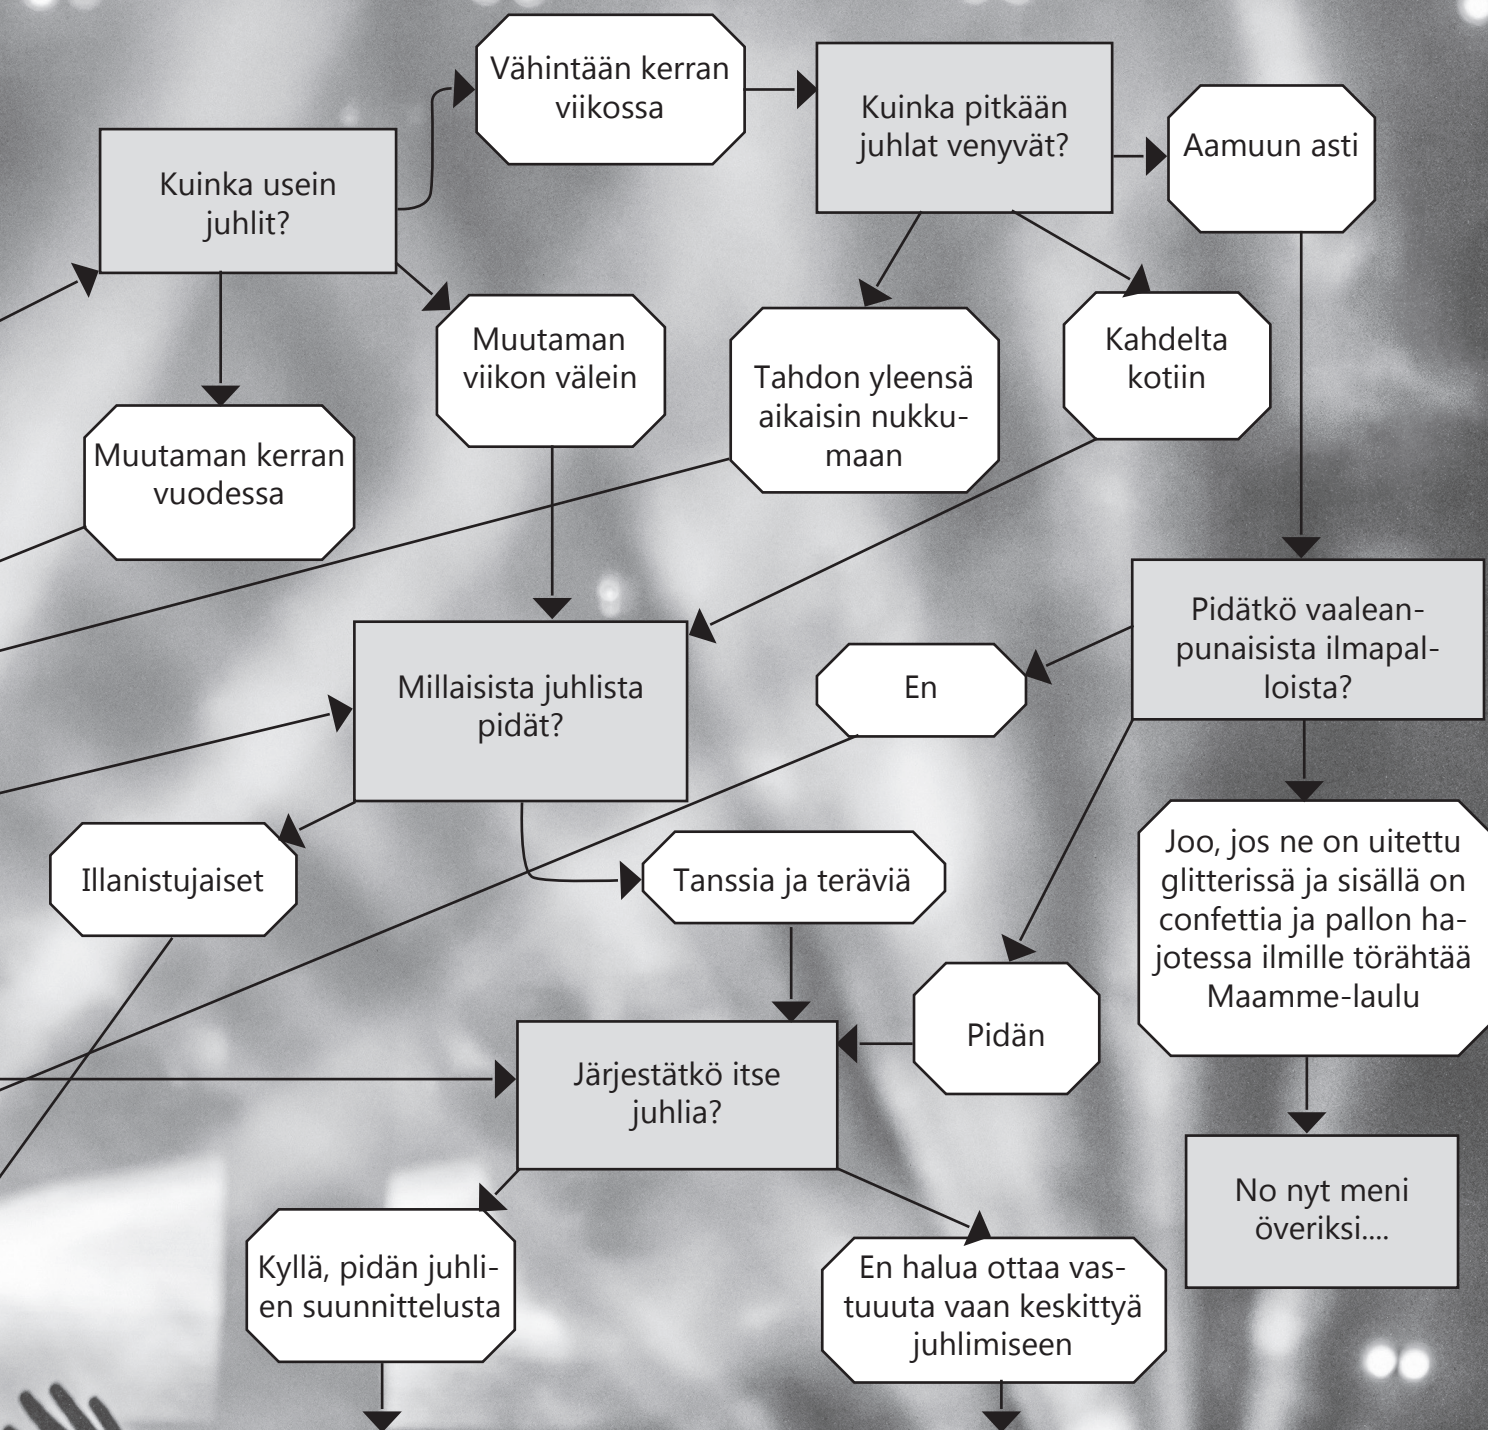 Vähintään kerran
viikossa
Kuinka pitkään
juhlat venyvät?
Aamuun asti
Kuinka usein
juhlit?
Muutaman
viikon välein
Tahdon yleensä
aikaisin nukku-
maan
Kahdelta
kotiin
Muutaman kerran
vuodessa
Pidätkö vaalean-
punaisista ilmapal-
loista?
Millaisista juhlista
pidät?
En
Illanistujaiset
Tanssia ja teräviä
Joo, jos ne on uitettu
glitterissä ja sisällä on
confettia ja pallon ha-
jotessa ilmille törähtää
Maamme-laulu
Pidän
Järjestätkö itse
juhlia?
No nyt meni
överiksi....
Kyllä, pidän juhli-
en suunnittelusta
En halua ottaa vas-
tuuuta vaan keskittyä
juhlimiseen